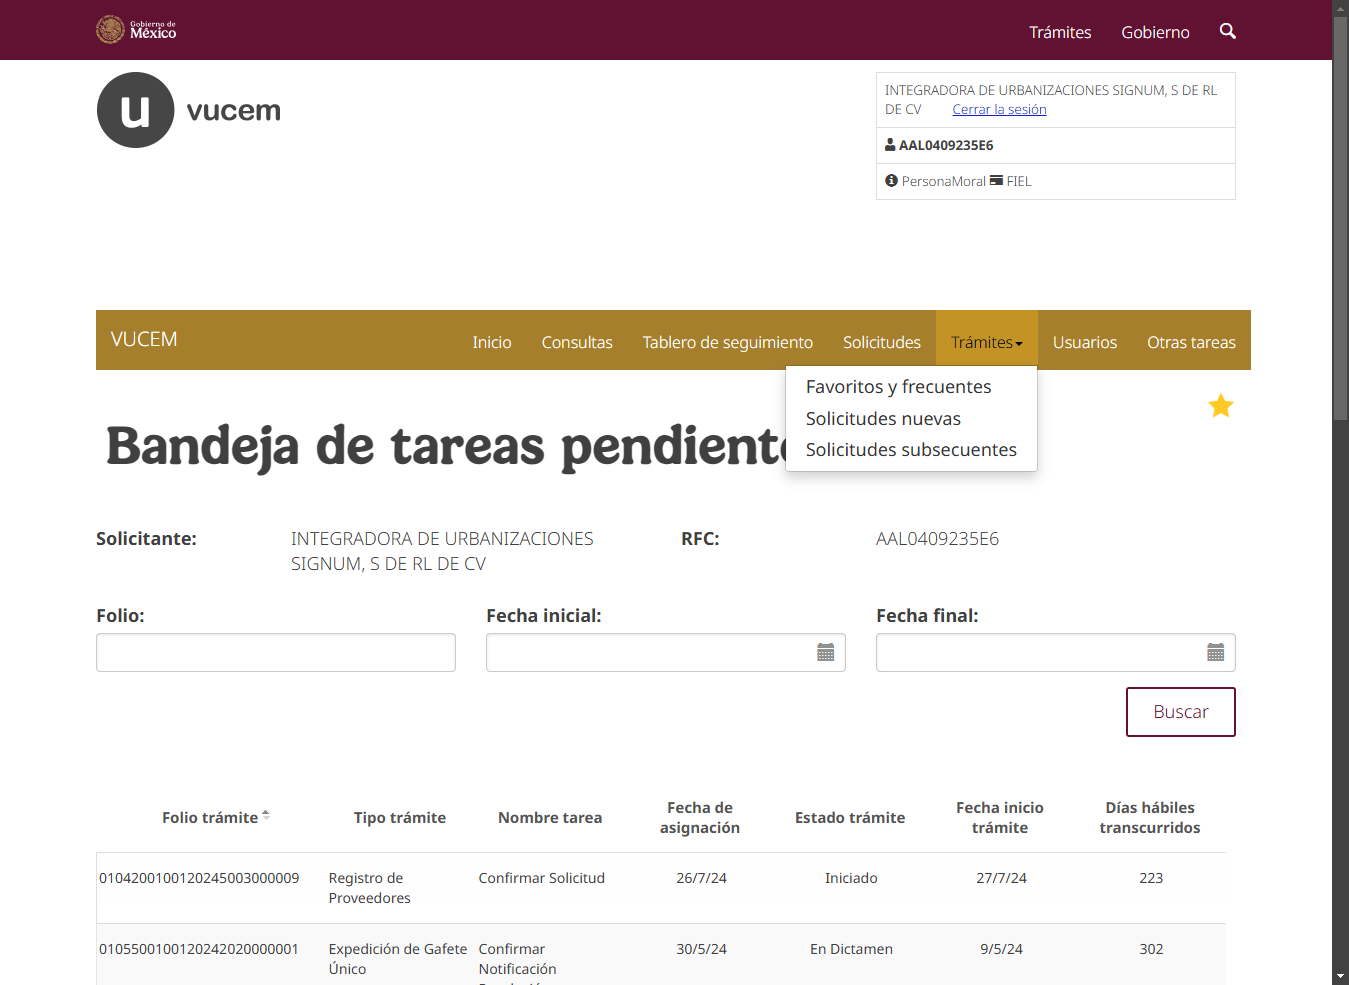 Gobierno de
México
Trámites
Gobierno
u vucem
INTEGRADORA DE URBANIZACIONES SIGNUM, S DE RL
DE CV Cerrar la sesión
AAL0409235E6
PersonaMoral FIEL
VUCEM
Inicio
Consultas
Tablero de seguimiento
Solicitudes
Trámites
Usuarios
Otras tareas
Favoritos y frecuentes
Solicitudes nuevas
Solicitudes subsecuentes
Bandeja de tareas pendient
Solicitante:
INTEGRADORA DE URBANIZACIONES
SIGNUM, S DE RL DE CV
RFC:
AAL0409235E6
Folio:
Fecha inicial:
Fecha final:
Buscar
Folio trámite
Tipo trámite
Nombre tarea
Fecha de
asignación
Estado trámite
Fecha inicio
trámite
Días hábiles
transcurridos
0104200100120245003000009
Registro de
Proveedores
Confirmar Solicitud
26/7/24
Iniciado
27/7/24
223
0105500100120242020000001
Expedición de Gafete
Único
Confirmar
Notificación
30/5/24
En Dictamen
9/5/24
302